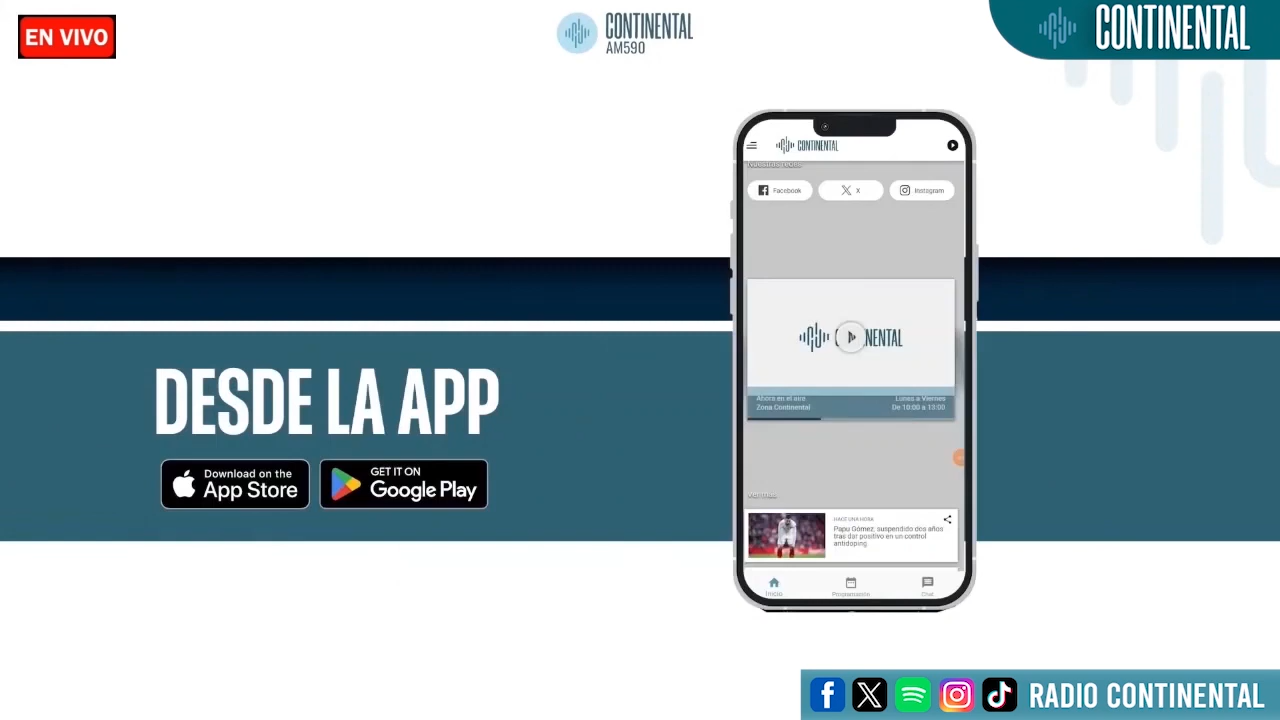 EN VIVO
CONTINENTAL
AM590
CONTINENTAL
CONTINENTAL
Facebook
X
Instagram
DESDE LA APP
Download on the
App Store
GET IT ON
Google Play
Ahora en el aire
Zona Continental
Lunes a Viernes
De 10:00 a 13:00
Ver más
HACE UNA HORA
Papu Gómez, suspendido dos años
tras dar positivo en un control
antidoping
Inicio
Programación
Chat
RADIO CONTINENTAL